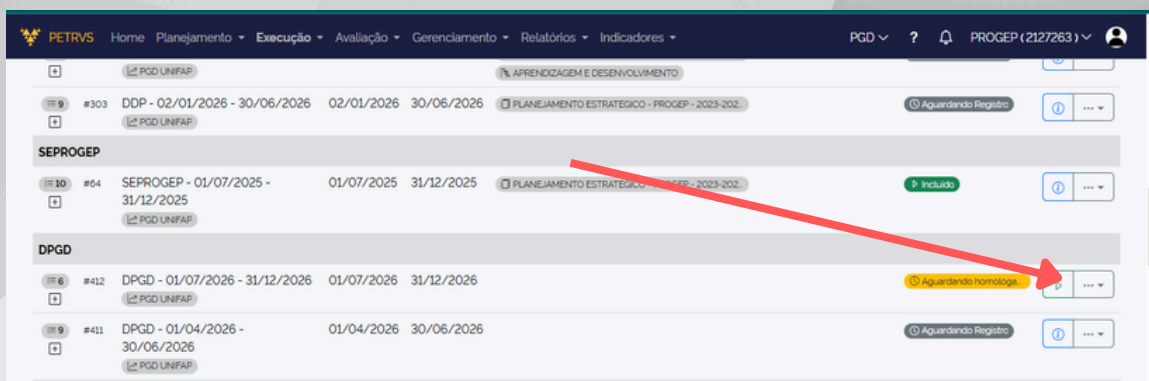 PETRVS Home Planejamento Execução Avaliação Gerenciamento Relatórios Indicadores PGD ? PROGEP (2127263)
PGD UNIFAP APRENDIZAGEM E DESENVOLVIMENTO
9 #303 DDP - 02/01/2026 - 30/06/2026 02/01/2026 30/06/2026 PLANEJAMENTO ESTRATEGICO - PROGEP - 2023-202.. Aguardando Registro
PGD UNIFAP
SEPROGEP
10 #64 SEPROGEP - 01/07/2025 - 01/07/2025 31/12/2025 PLANEJAMENTO ESTRATEGICO - PROGEP - 2023-202.. Incluido
31/12/2025
PGD UNIFAP
DPGD
6 #412 DPGD - 01/07/2026 - 31/12/2026 01/07/2026 31/12/2026 Aguardando homologa..
PGD UNIFAP
9 #411 DPGD - 01/04/2026 - 01/04/2026 30/06/2026 Aguardando Registro
30/06/2026
PGD UNIFAP